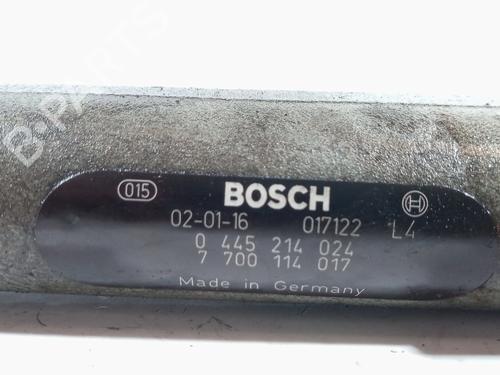 B-PARTS
015 BOSCH
02-01-16 017122 L4
0 445 214 024
7 700 114 017
Made in Germany